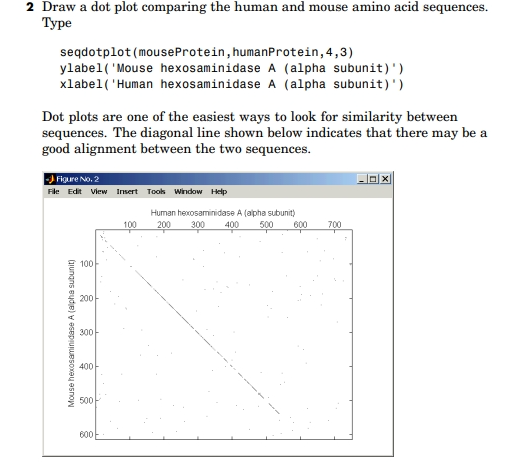 2 Draw a dot plot comparing the human and mouse amino acid sequences.
Type
seqdotplot(mouseProtein,humanProtein,4,3)
ylabel('Mouse hexosaminidase A (alpha subunit)')
xlabel('Human hexosaminidase A (alpha subunit)')
Dot plots are one of the easiest ways to look for similarity between
sequences. The diagonal line shown below indicates that there may be a
good alignment between the two sequences.
Figure No. 2
File Edit View Insert Tools Window Help
Human hexosaminidase A (alpha subunit)
100 200 300 400 500 600 700
Mouse hexosaminidase A (alpha subunit)
100
200
300
400
500
600